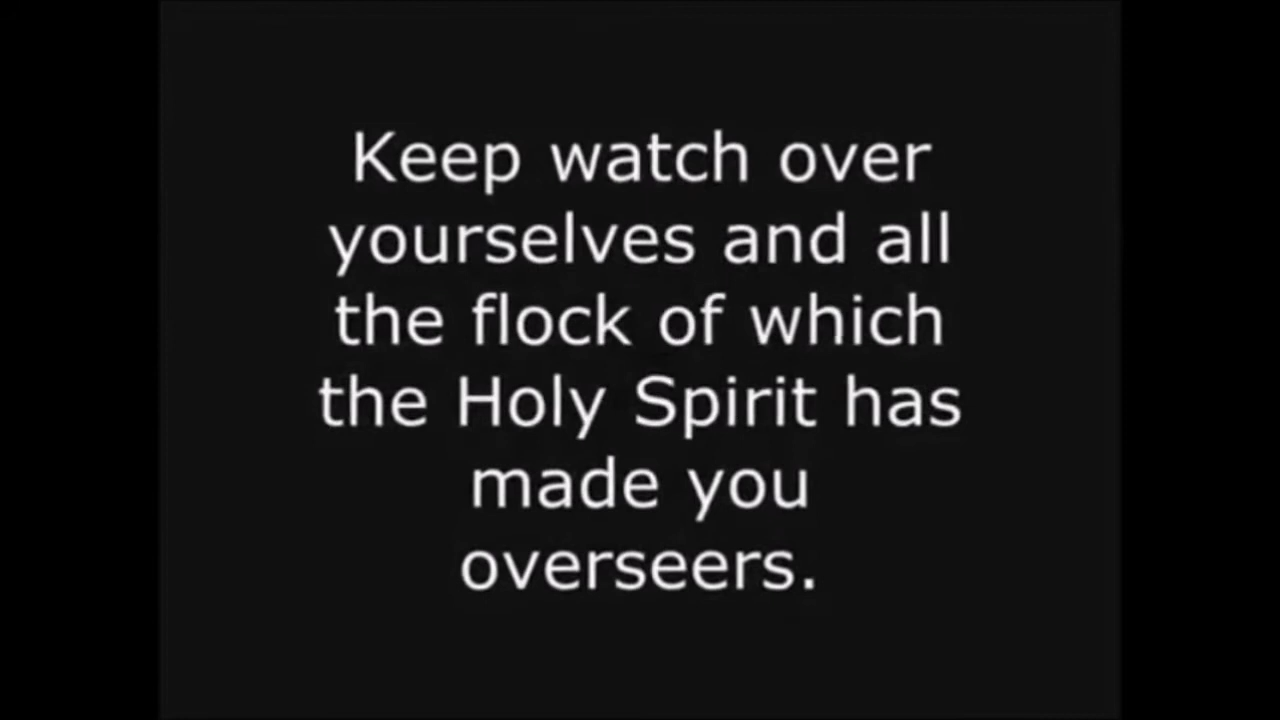 Keep watch over
yourselves and all
the flock of which
the Holy Spirit has
made you
overseers.